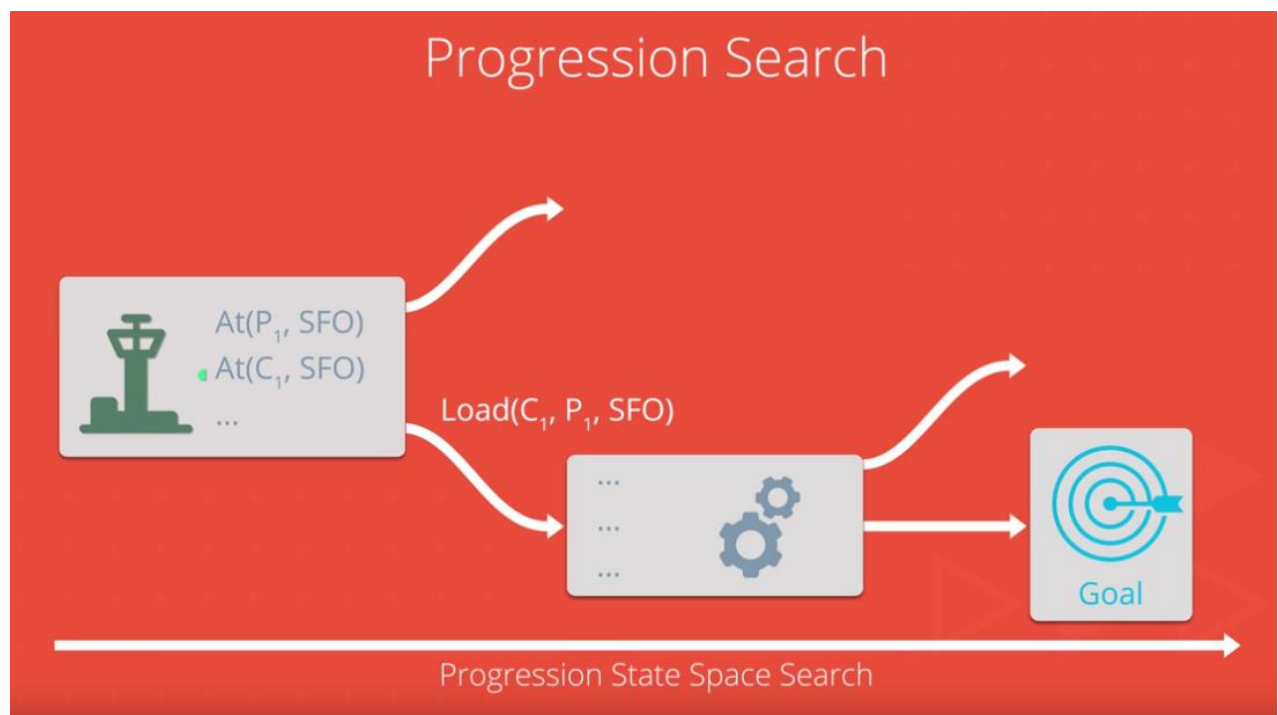 Progression Search
At(P₁, SFO)
At(C₁, SFO)
...
Load(C₁, P₁, SFO)
...
...
...
Goal
Progression State Space Search